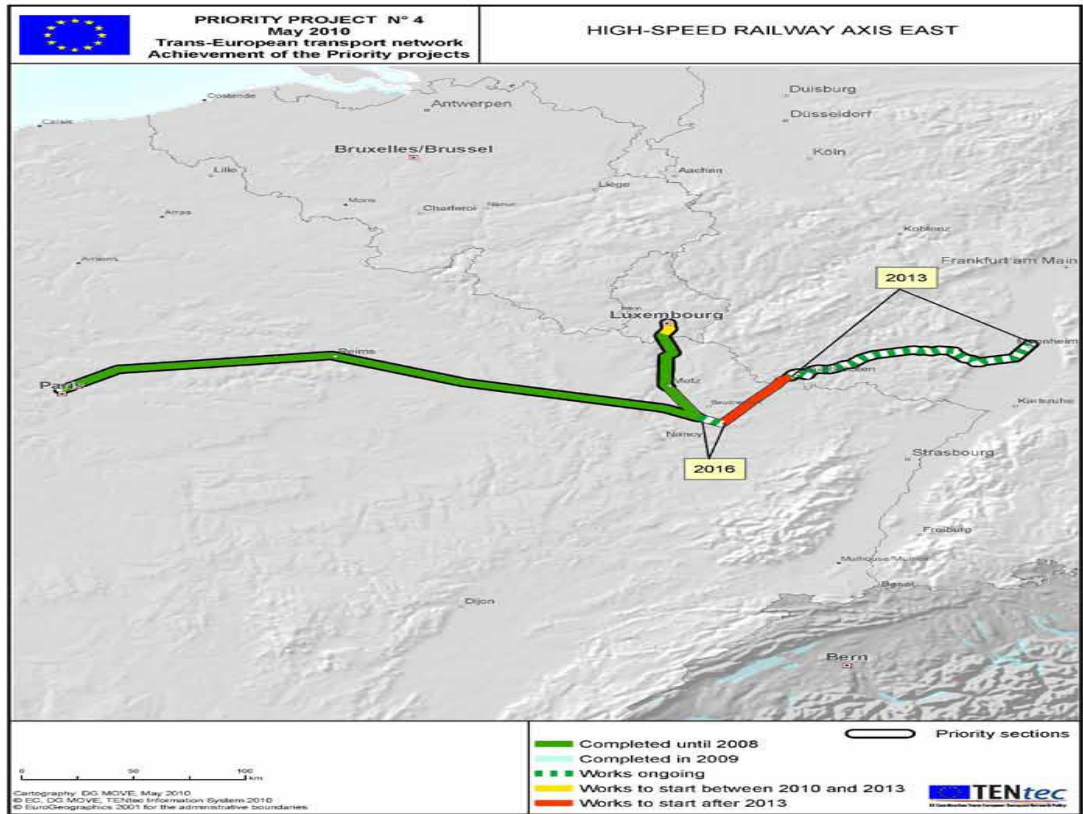 PRIORITY PROJECT N° 4
May 2010
Trans-European transport network
Achievement of the Priority projects
HIGH-SPEED RAILWAY AXIS EAST
Oostende
Antwerpen
Duisburg
Düsseldorf
Calais
Bruxelles/Brussel
Köln
Lille
Liège
Aachen
Mons
Charleroi
Namur
Arras
Koblenz
Amiens
Frankfurt am Main
2013
Luxembourg
Reims
Mannheim
Paris
Metz
Karlsruhe
Nancy
Strasbourg
2016
Freiburg
Basel
Dijon
Bern
Priority sections
Completed until 2008
Completed in 2009
Works ongoing
Works to start between 2010 and 2013
Works to start after 2013
0 50 100
km
Cartography: DG MOVE, May 2010
© EC, DG MOVE, TENtec Information System 2010
© EuroGeographics 2001 for the administrative boundaries
TENtec